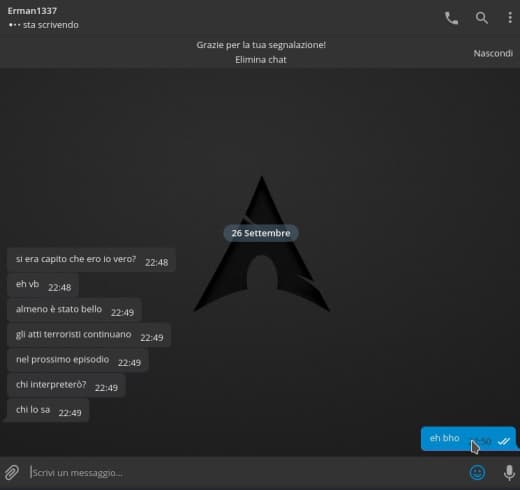 Erman1337
sta scrivendo
Grazie per la tua segnalazione!
Elimina chat
Nascondi
26 Settembre
si era capito che ero io vero? 22:48
eh vb 22:48
almeno è stato bello 22:49
gli atti terroristi continuano 22:49
nel prossimo episodio 22:49
chi interpreterò? 22:49
chi lo sa 22:49
eh bho
Scrivi un messaggio...